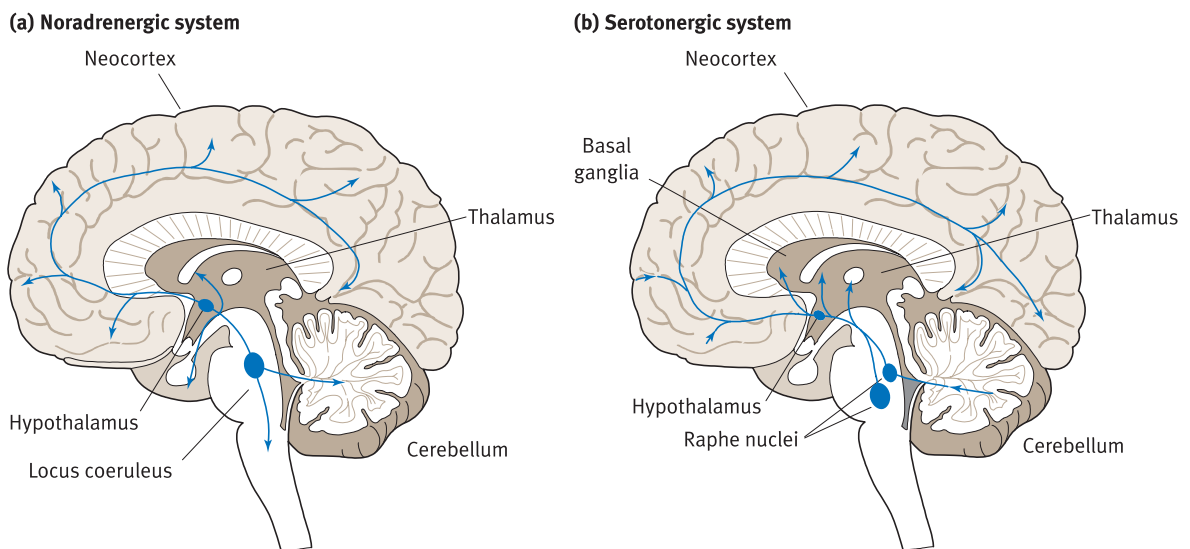 (a) Noradrenergic system
Neocortex
Thalamus
Hypothalamus
Locus coeruleus
Cerebellum
(b) Serotonergic system
Neocortex
Basal
ganglia
Thalamus
Hypothalamus
Raphe nuclei
Cerebellum